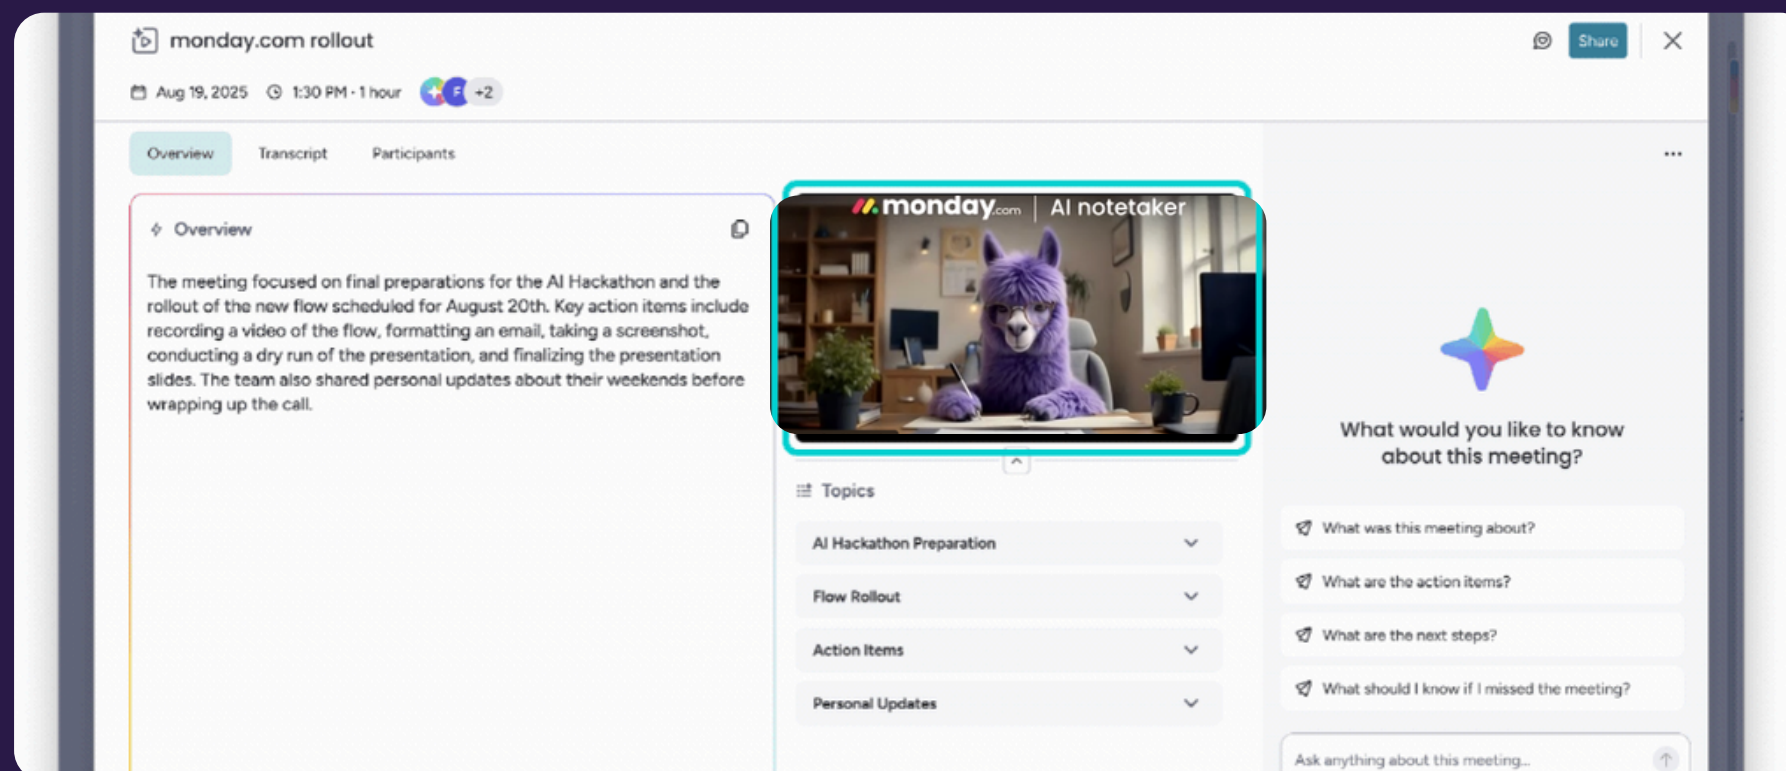 monday.com rollout
Share
Aug 19, 2025 1:30 PM · 1 hour F +2
Overview Transcript Participants
Overview
The meeting focused on final preparations for the AI Hackathon and the
rollout of the new flow scheduled for August 20th. Key action items include
recording a video of the flow, formatting an email, taking a screenshot,
conducting a dry run of the presentation, and finalizing the presentation
slides. The team also shared personal updates about their weekends before
wrapping up the call.
monday.com | AI notetaker
Topics
AI Hackathon Preparation
Flow Rollout
Action Items
Personal Updates
What would you like to know
about this meeting?
What was this meeting about?
What are the action items?
What are the next steps?
What should I know if I missed the meeting?
Ask anything about this meeting...